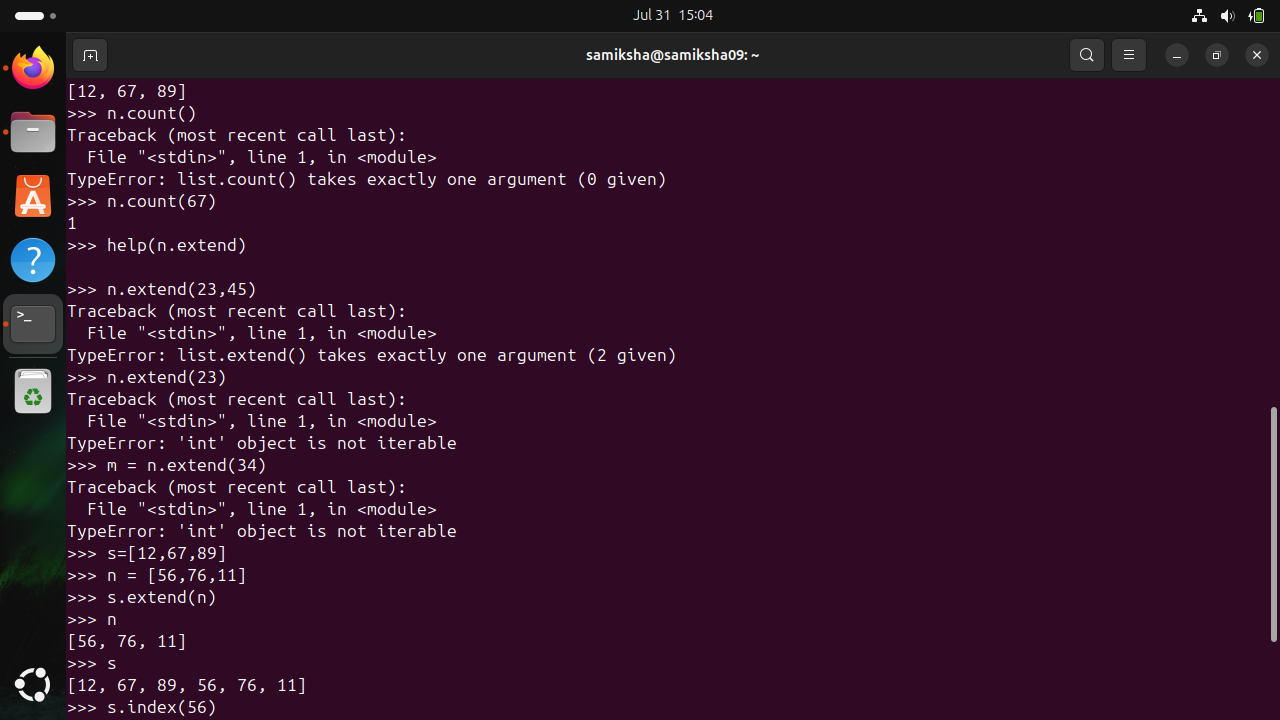 Jul 31 15:04
samiksha@samiksha09: ~
[12, 67, 89]
>>> n.count()
Traceback (most recent call last):
  File "<stdin>", line 1, in <module>
TypeError: list.count() takes exactly one argument (0 given)
>>> n.count(67)
1
>>> help(n.extend)

>>> n.extend(23,45)
Traceback (most recent call last):
  File "<stdin>", line 1, in <module>
TypeError: list.extend() takes exactly one argument (2 given)
>>> n.extend(23)
Traceback (most recent call last):
  File "<stdin>", line 1, in <module>
TypeError: 'int' object is not iterable
>>> m = n.extend(34)
Traceback (most recent call last):
  File "<stdin>", line 1, in <module>
TypeError: 'int' object is not iterable
>>> s=[12,67,89]
>>> n = [56,76,11]
>>> s.extend(n)
>>> n
[56, 76, 11]
>>> s
[12, 67, 89, 56, 76, 11]
>>> s.index(56)